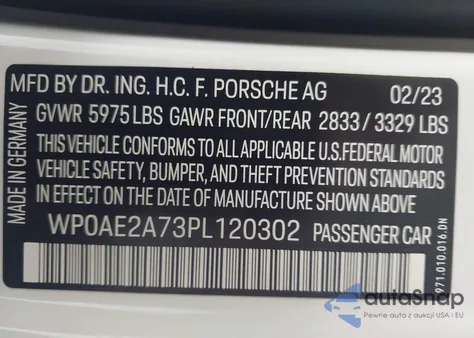 MFD BY DR. ING. H.C. F. PORSCHE AG 02/23
GVWR 5975 LBS GAWR FRONT/REAR 2833 / 3329 LBS
THIS VEHICLE CONFORMS TO ALL APPLICABLE U.S.FEDERAL MOTOR
VEHICLE SAFETY, BUMPER, AND THEFT PREVENTION STANDARDS
IN EFFECT ON THE DATE OF MANUFACTURE SHOWN ABOVE
WP0AE2A73PL120302 PASSENGER CAR
MADE IN GERMANY
971.010.016.DN
autoSnap
Pewne auta z aukcji USA i EU